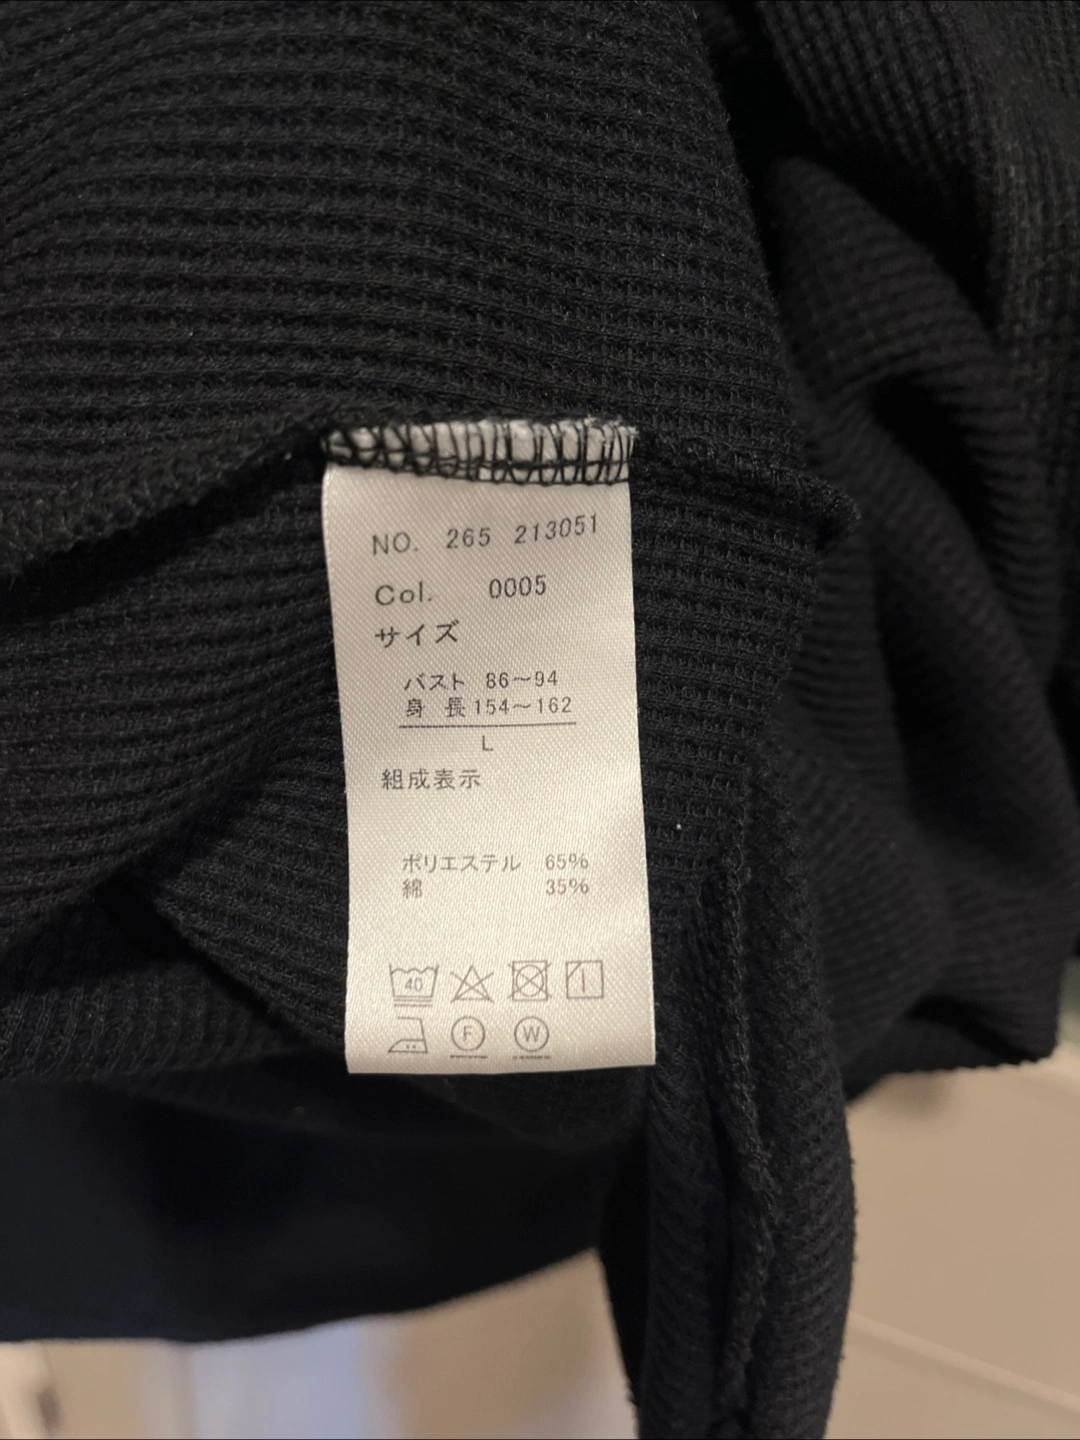 NO. 265 213051
Col. 0005
サイズ
バスト 86～94
身 長 154～162
L
組成表示
ポリエステル 65%
綿 35%
40
F W